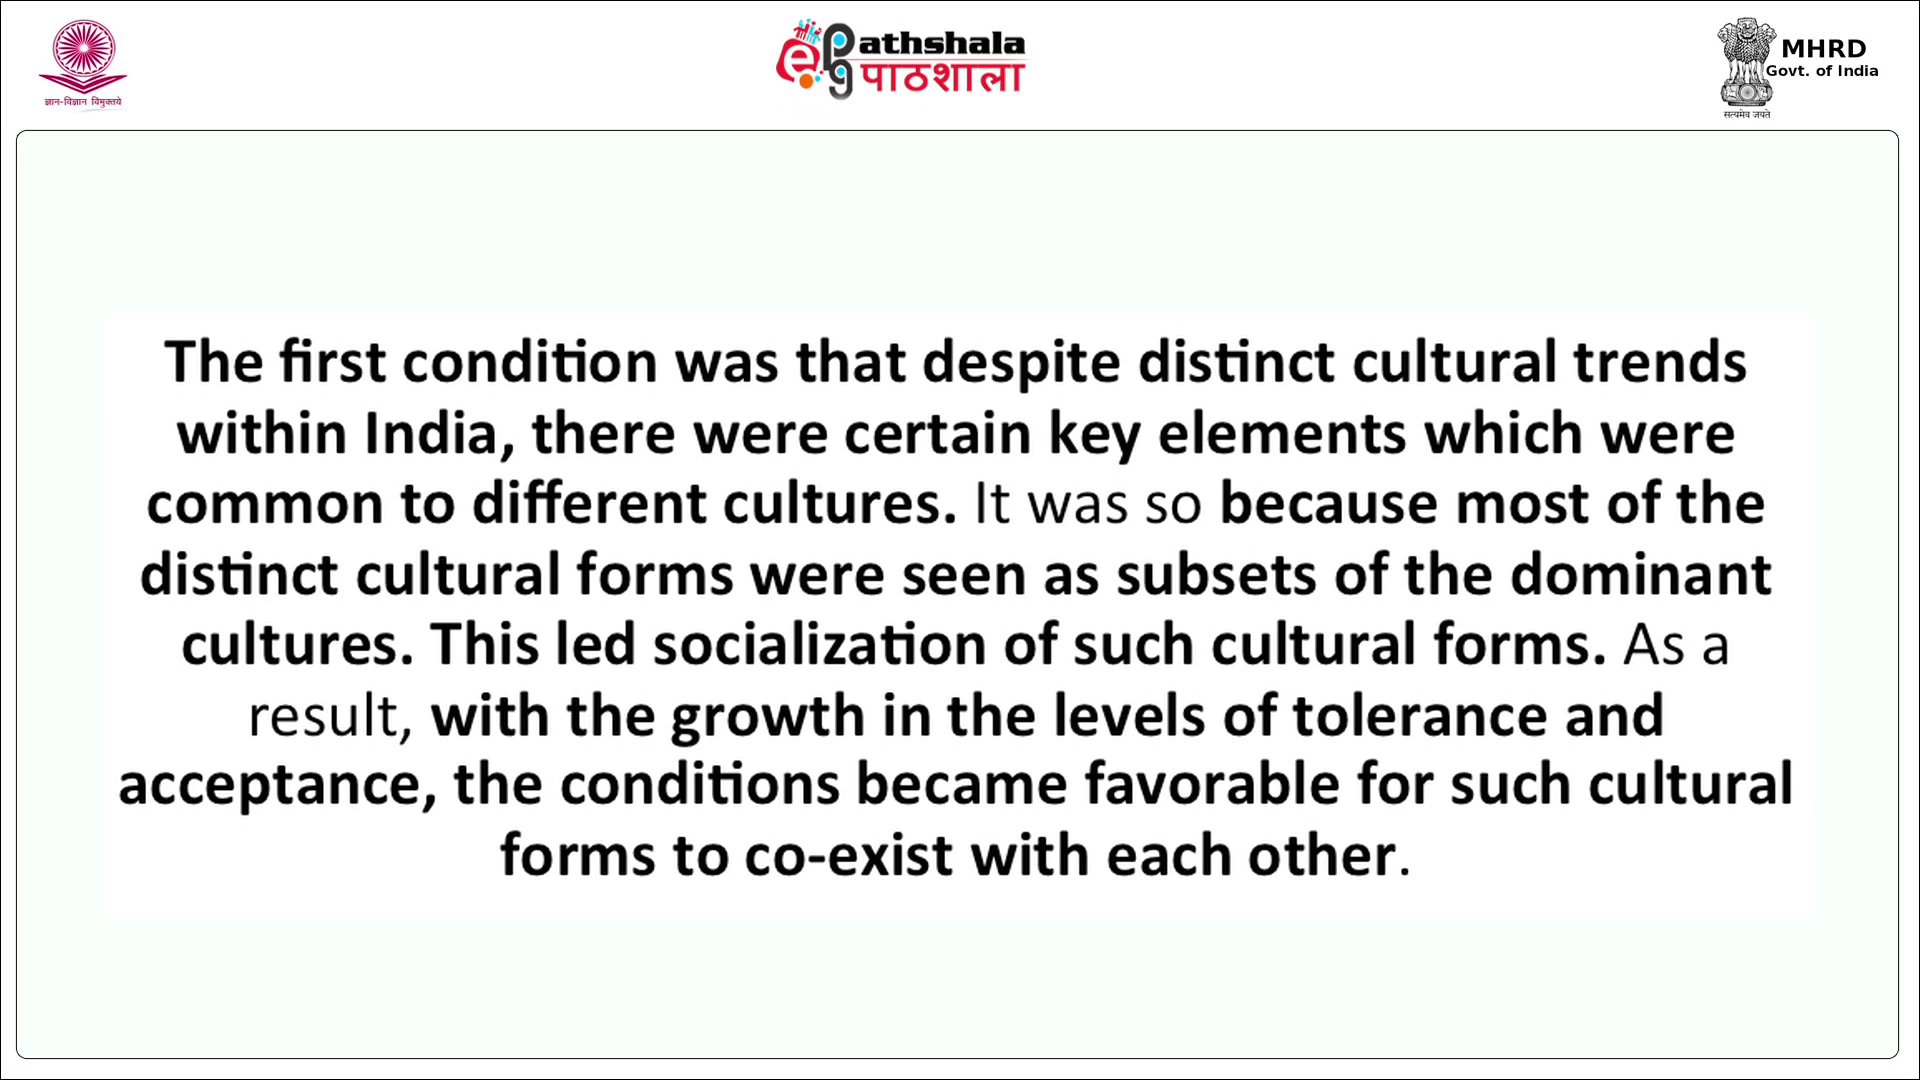 ज्ञान-विज्ञान विमुक्तये
epgathshala
पाठशाला
MHRD
Govt. of India
सत्यमेव जयते
The first condition was that despite distinct cultural trends
within India, there were certain key elements which were
common to different cultures. It was so because most of the
distinct cultural forms were seen as subsets of the dominant
cultures. This led socialization of such cultural forms. As a
result, with the growth in the levels of tolerance and
acceptance, the conditions became favorable for such cultural
forms to co-exist with each other.